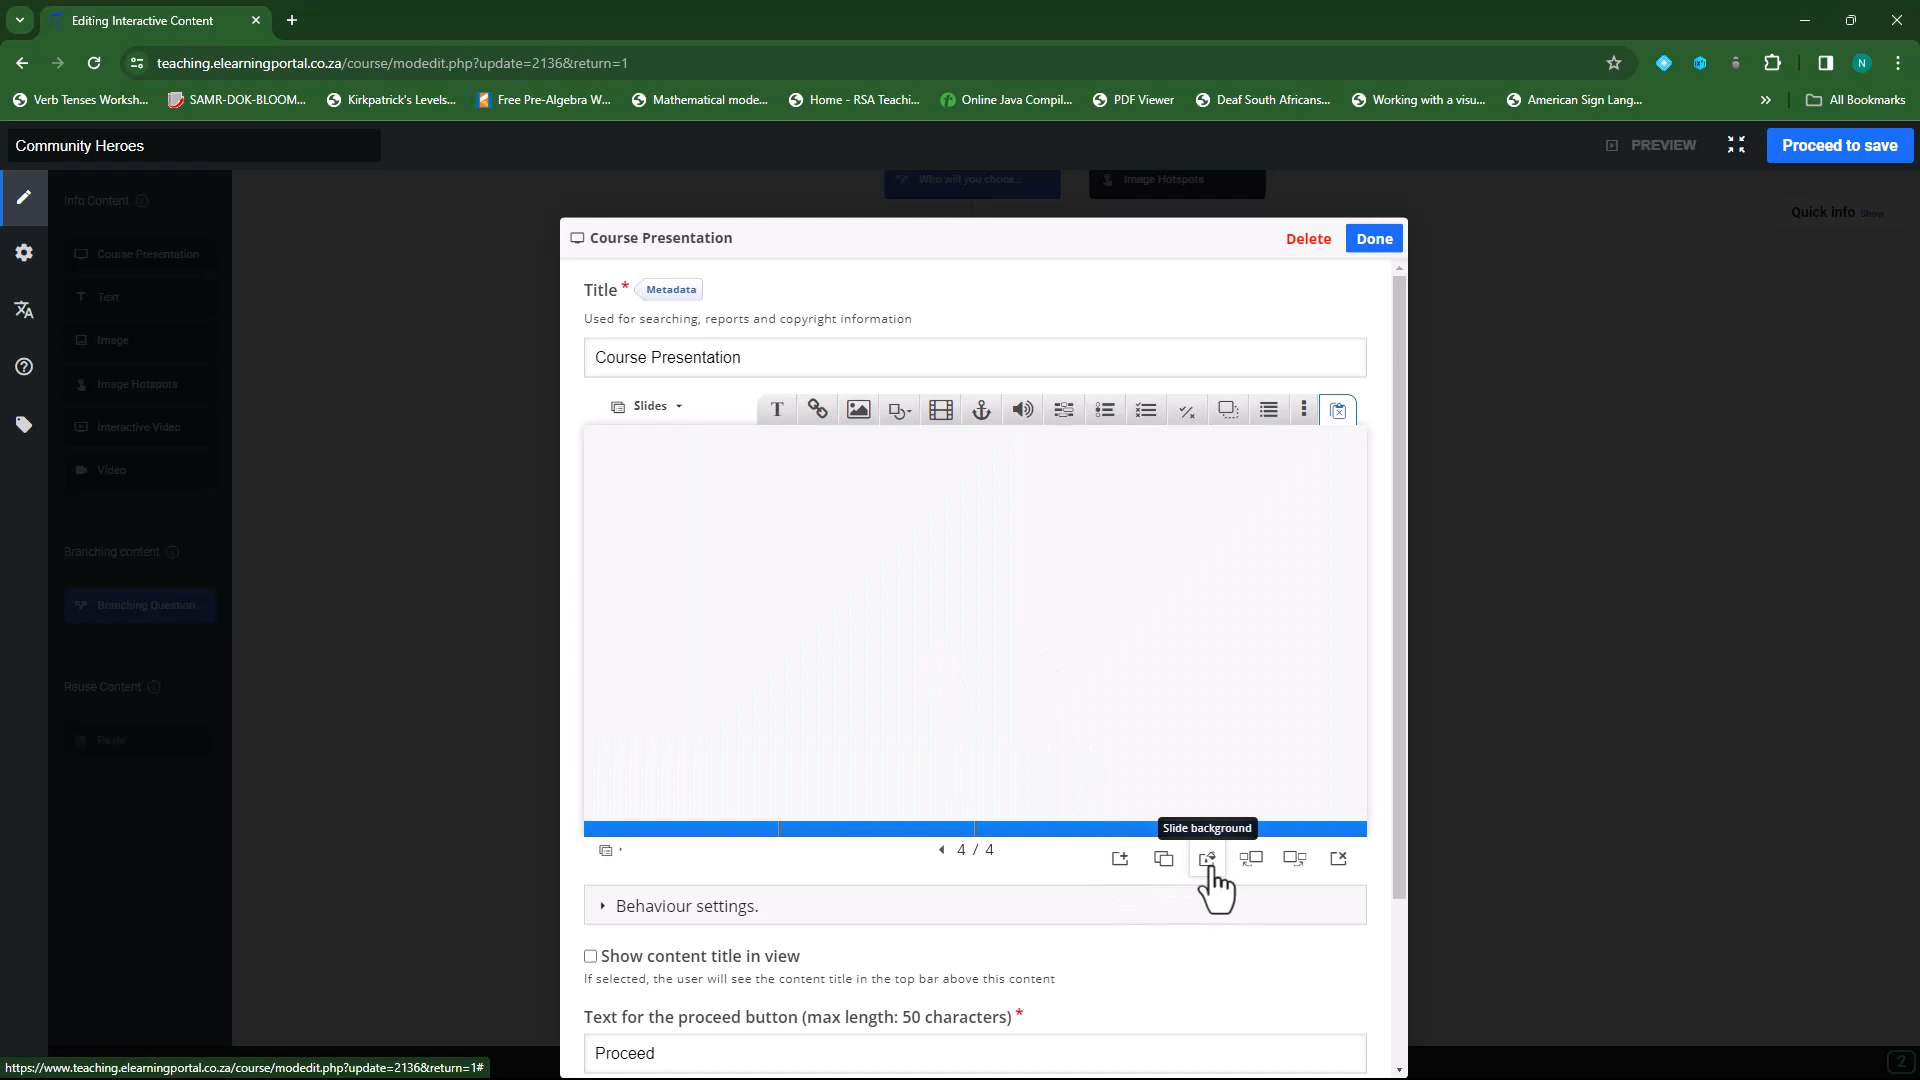 Editing Interactive Content
teaching.elearningportal.co.za/course/modedit.php?update=2136&return=1
N
Verb Tenses Worksh...
SAMR-DOK-BLOOM...
Kirkpatrick's Levels...
Free Pre-Algebra W...
Mathematical mode...
Home - RSA Teachi...
Online Java Compil...
PDF Viewer
Deaf South Africans...
Working with a visu...
American Sign Lang...
All Bookmarks
Community Heroes
PREVIEW
Proceed to save
Info Content
Who will you choos...
Image Hotspots
Quick info Show
Course Presentation
Text
Image
Image Hotspots
Interactive Video
Video
Branching content
Branching Question
Reuse Content
Paste
Course Presentation
Delete
Done
Title *
Metadata
Used for searching, reports and copyright information
Course Presentation
Slides
T
Slide background
4 / 4
Behaviour settings.
Show content title in view
If selected, the user will see the content title in the top bar above this content
Text for the proceed button (max length: 50 characters) *
Proceed
https://www.teaching.elearningportal.co.za/course/modedit.php?update=2136&return=1#
2